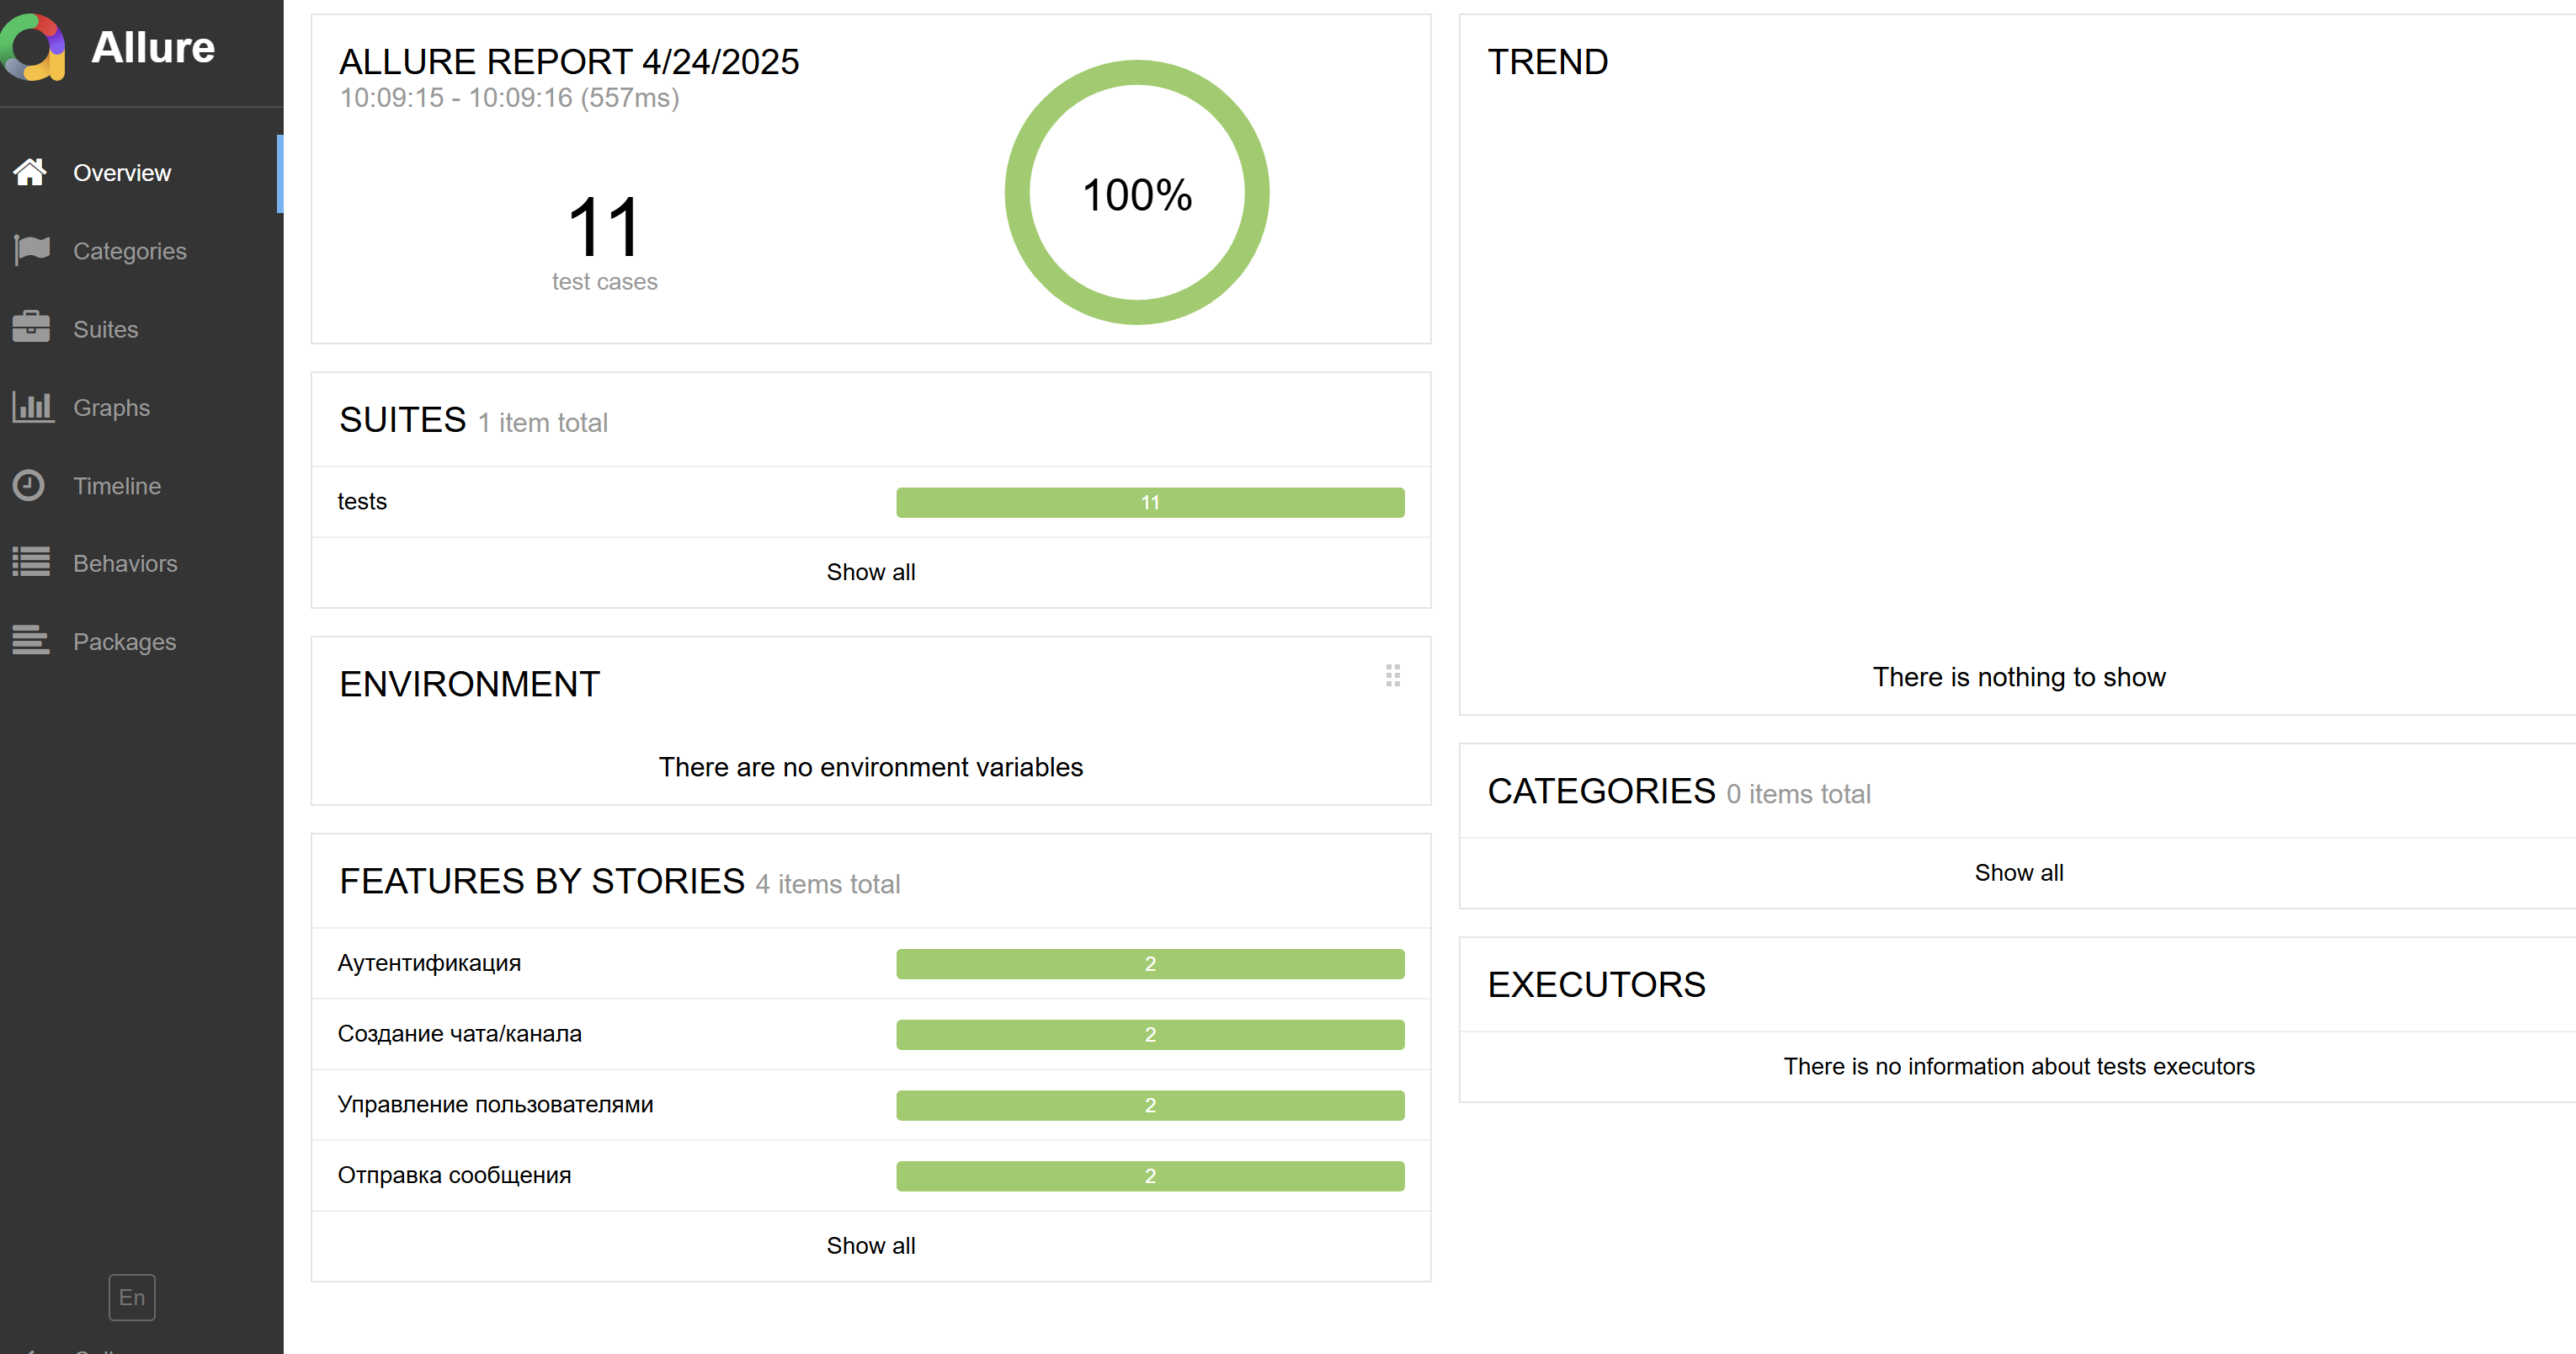 Allure
Overview
Categories
Suites
Graphs
Timeline
Behaviors
Packages
En
ALLURE REPORT 4/24/2025
10:09:15 - 10:09:16 (557ms)
11
test cases
100%
SUITES 1 item total
tests 11
Show all
ENVIRONMENT
There are no environment variables
FEATURES BY STORIES 4 items total
Аутентификация 2
Создание чата/канала 2
Управление пользователями 2
Отправка сообщения 2
Show all
TREND
There is nothing to show
CATEGORIES 0 items total
Show all
EXECUTORS
There is no information about tests executors